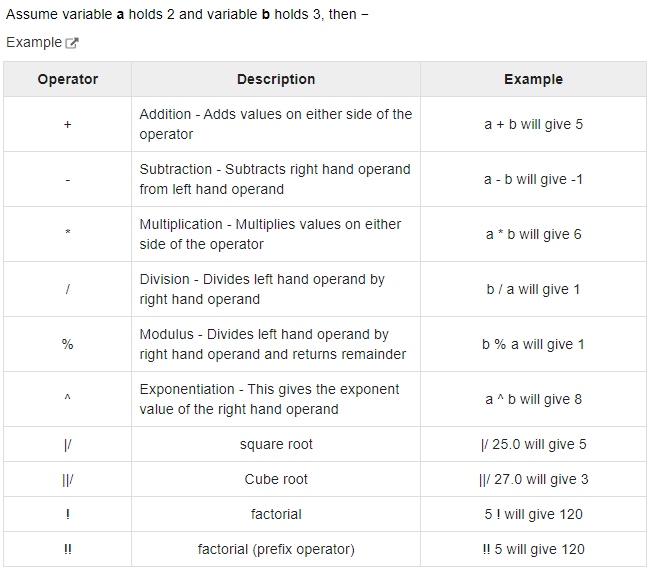 Assume variable a holds 2 and variable b holds 3, then −
Example
Operator Description Example
+ Addition - Adds values on either side of the operator a + b will give 5
- Subtraction - Subtracts right hand operand from left hand operand a - b will give -1
* Multiplication - Multiplies values on either side of the operator a * b will give 6
/ Division - Divides left hand operand by right hand operand b / a will give 1
% Modulus - Divides left hand operand by right hand operand and returns remainder b % a will give 1
^ Exponentiation - This gives the exponent value of the right hand operand a ^ b will give 8
|/ square root |/ 25.0 will give 5
||/ Cube root ||/ 27.0 will give 3
! factorial 5 ! will give 120
!! factorial (prefix operator) !! 5 will give 120